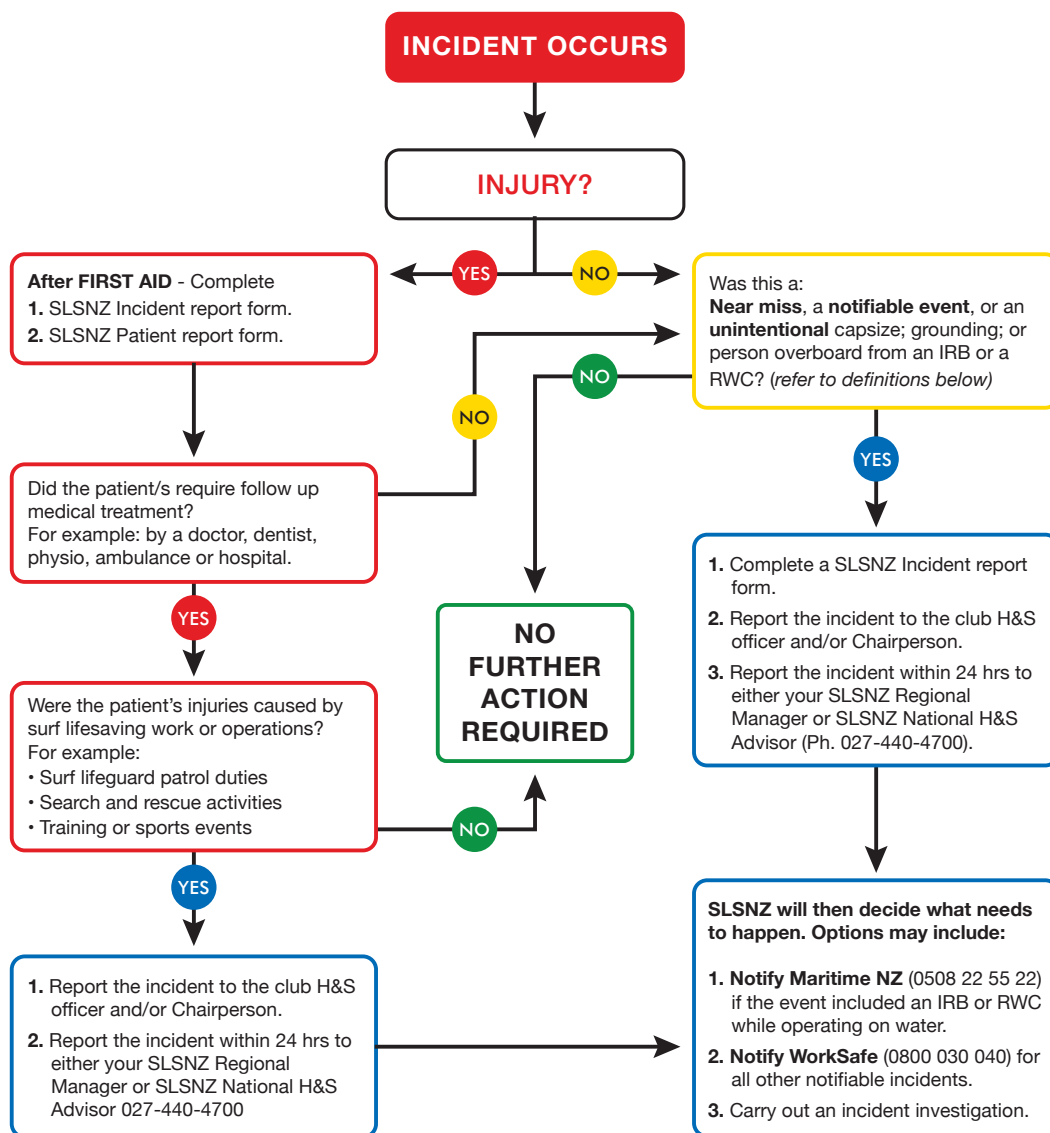 INCIDENT OCCURS
INJURY?
YES
NO
After FIRST AID - Complete
1. SLSNZ Incident report form.
2. SLSNZ Patient report form.
Was this a:
Near miss, a notifiable event, or an
unintentional capsize; grounding; or
person overboard from an IRB or a
RWC? (refer to definitions below)
NO
NO
YES
Did the patient/s require follow up
medical treatment?
For example: by a doctor, dentist,
physio, ambulance or hospital.
YES
NO
FURTHER
ACTION
REQUIRED
1. Complete a SLSNZ Incident report
form.
2. Report the incident to the club H&S
officer and/or Chairperson.
3. Report the incident within 24 hrs to
either your SLSNZ Regional
Manager or SLSNZ National H&S
Advisor (Ph. 027-440-4700).
Were the patient's injuries caused by
surf lifesaving work or operations?
For example:
• Surf lifeguard patrol duties
• Search and rescue activities
• Training or sports events
NO
YES
1. Report the incident to the club H&S
officer and/or Chairperson.
2. Report the incident within 24 hrs to
either your SLSNZ Regional
Manager or SLSNZ National H&S
Advisor 027-440-4700
SLSNZ will then decide what needs
to happen. Options may include:
1. Notify Maritime NZ (0508 22 55 22)
if the event included an IRB or RWC
while operating on water.
2. Notify WorkSafe (0800 030 040) for
all other notifiable incidents.
3. Carry out an incident investigation.